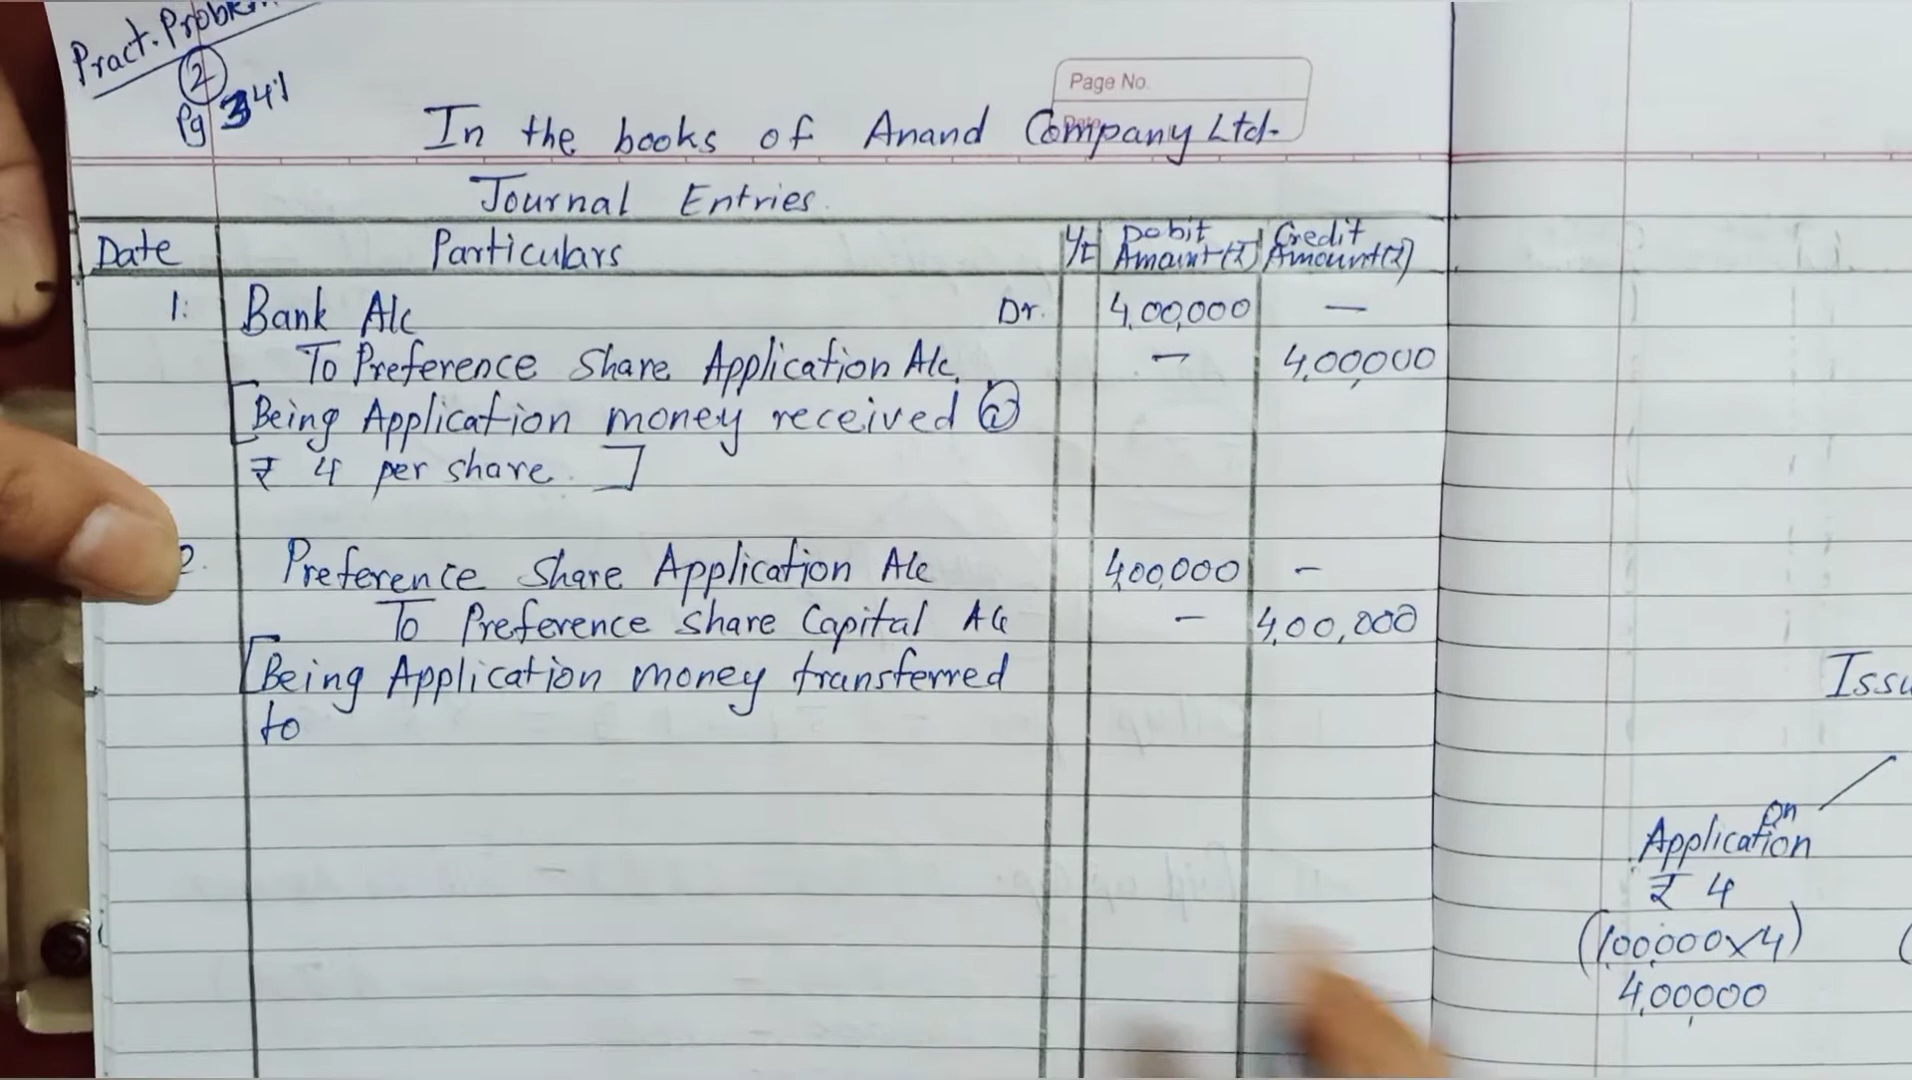 Pract. Problem
2
Pg 341
Page No.
In the books of Anand Company Ltd.
Journal Entries.
Date Particulars Debit Amount (₹) Credit Amount (₹)
1. Bank A/c Dr. 4,00,000 —
To Preference Share Application A/c. — 4,00,000
[Being Application money received @
₹ 4 per share. ]
2. Preference Share Application A/c 4,00,000 —
To Preference Share Capital A/c — 4,00,000
[Being Application money transferred
to
Issu
On
Application
₹ 4
(1,00,000 x 4)
4,00,000